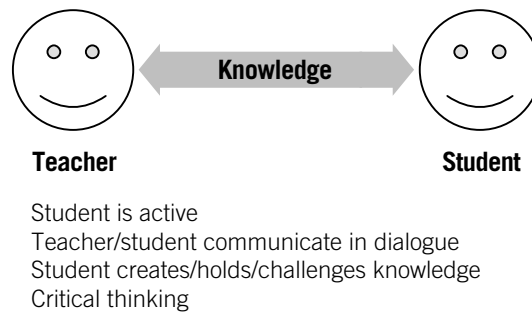 Knowledge
Teacher Student
Student is active
Teacher/student communicate in dialogue
Student creates/holds/challenges knowledge
Critical thinking